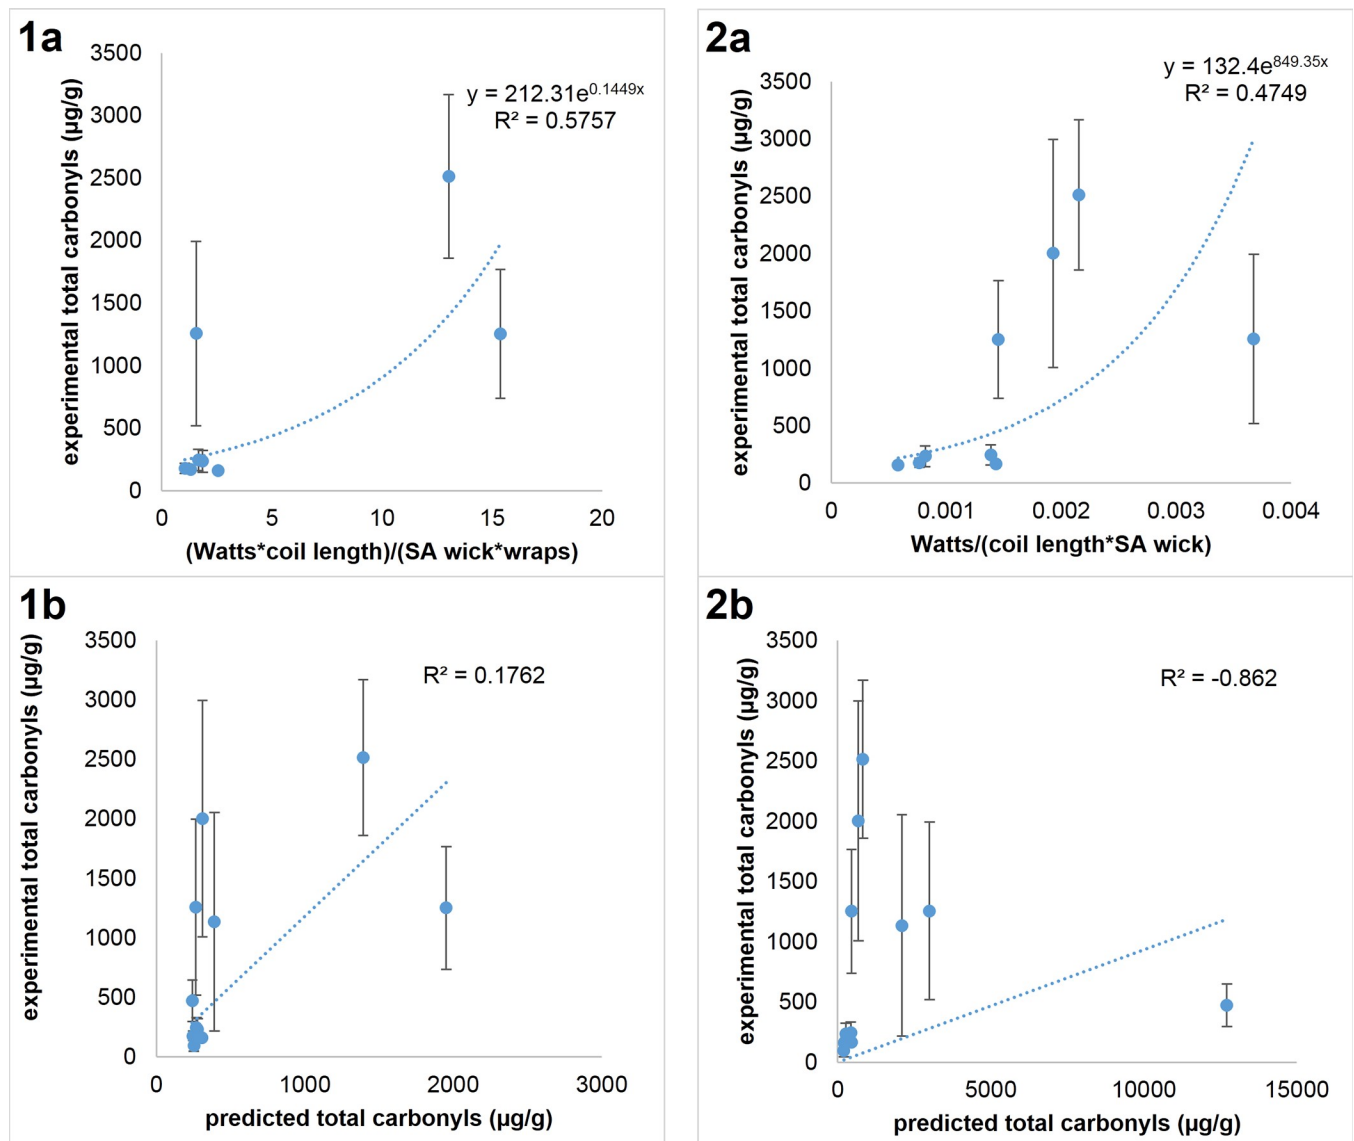 1a
experimental total carbonyls (µg/g)
3500
3000
2500
2000
1500
1000
500
0
y = 212.31e^0.1449x
R² = 0.5757
0 5 10 15 20
(Watts*coil length)/(SA wick*wraps)
2a
experimental total carbonyls (µg/g)
3500
3000
2500
2000
1500
1000
500
0
y = 132.4e^849.35x
R² = 0.4749
0 0.001 0.002 0.003 0.004
Watts/(coil length*SA wick)
1b
experimental total carbonyls (µg/g)
3500
3000
2500
2000
1500
1000
500
0
R² = 0.1762
0 1000 2000 3000
predicted total carbonyls (µg/g)
2b
experimental total carbonyls (µg/g)
3500
3000
2500
2000
1500
1000
500
0
R² = -0.862
0 5000 10000 15000
predicted total carbonyls (µg/g)